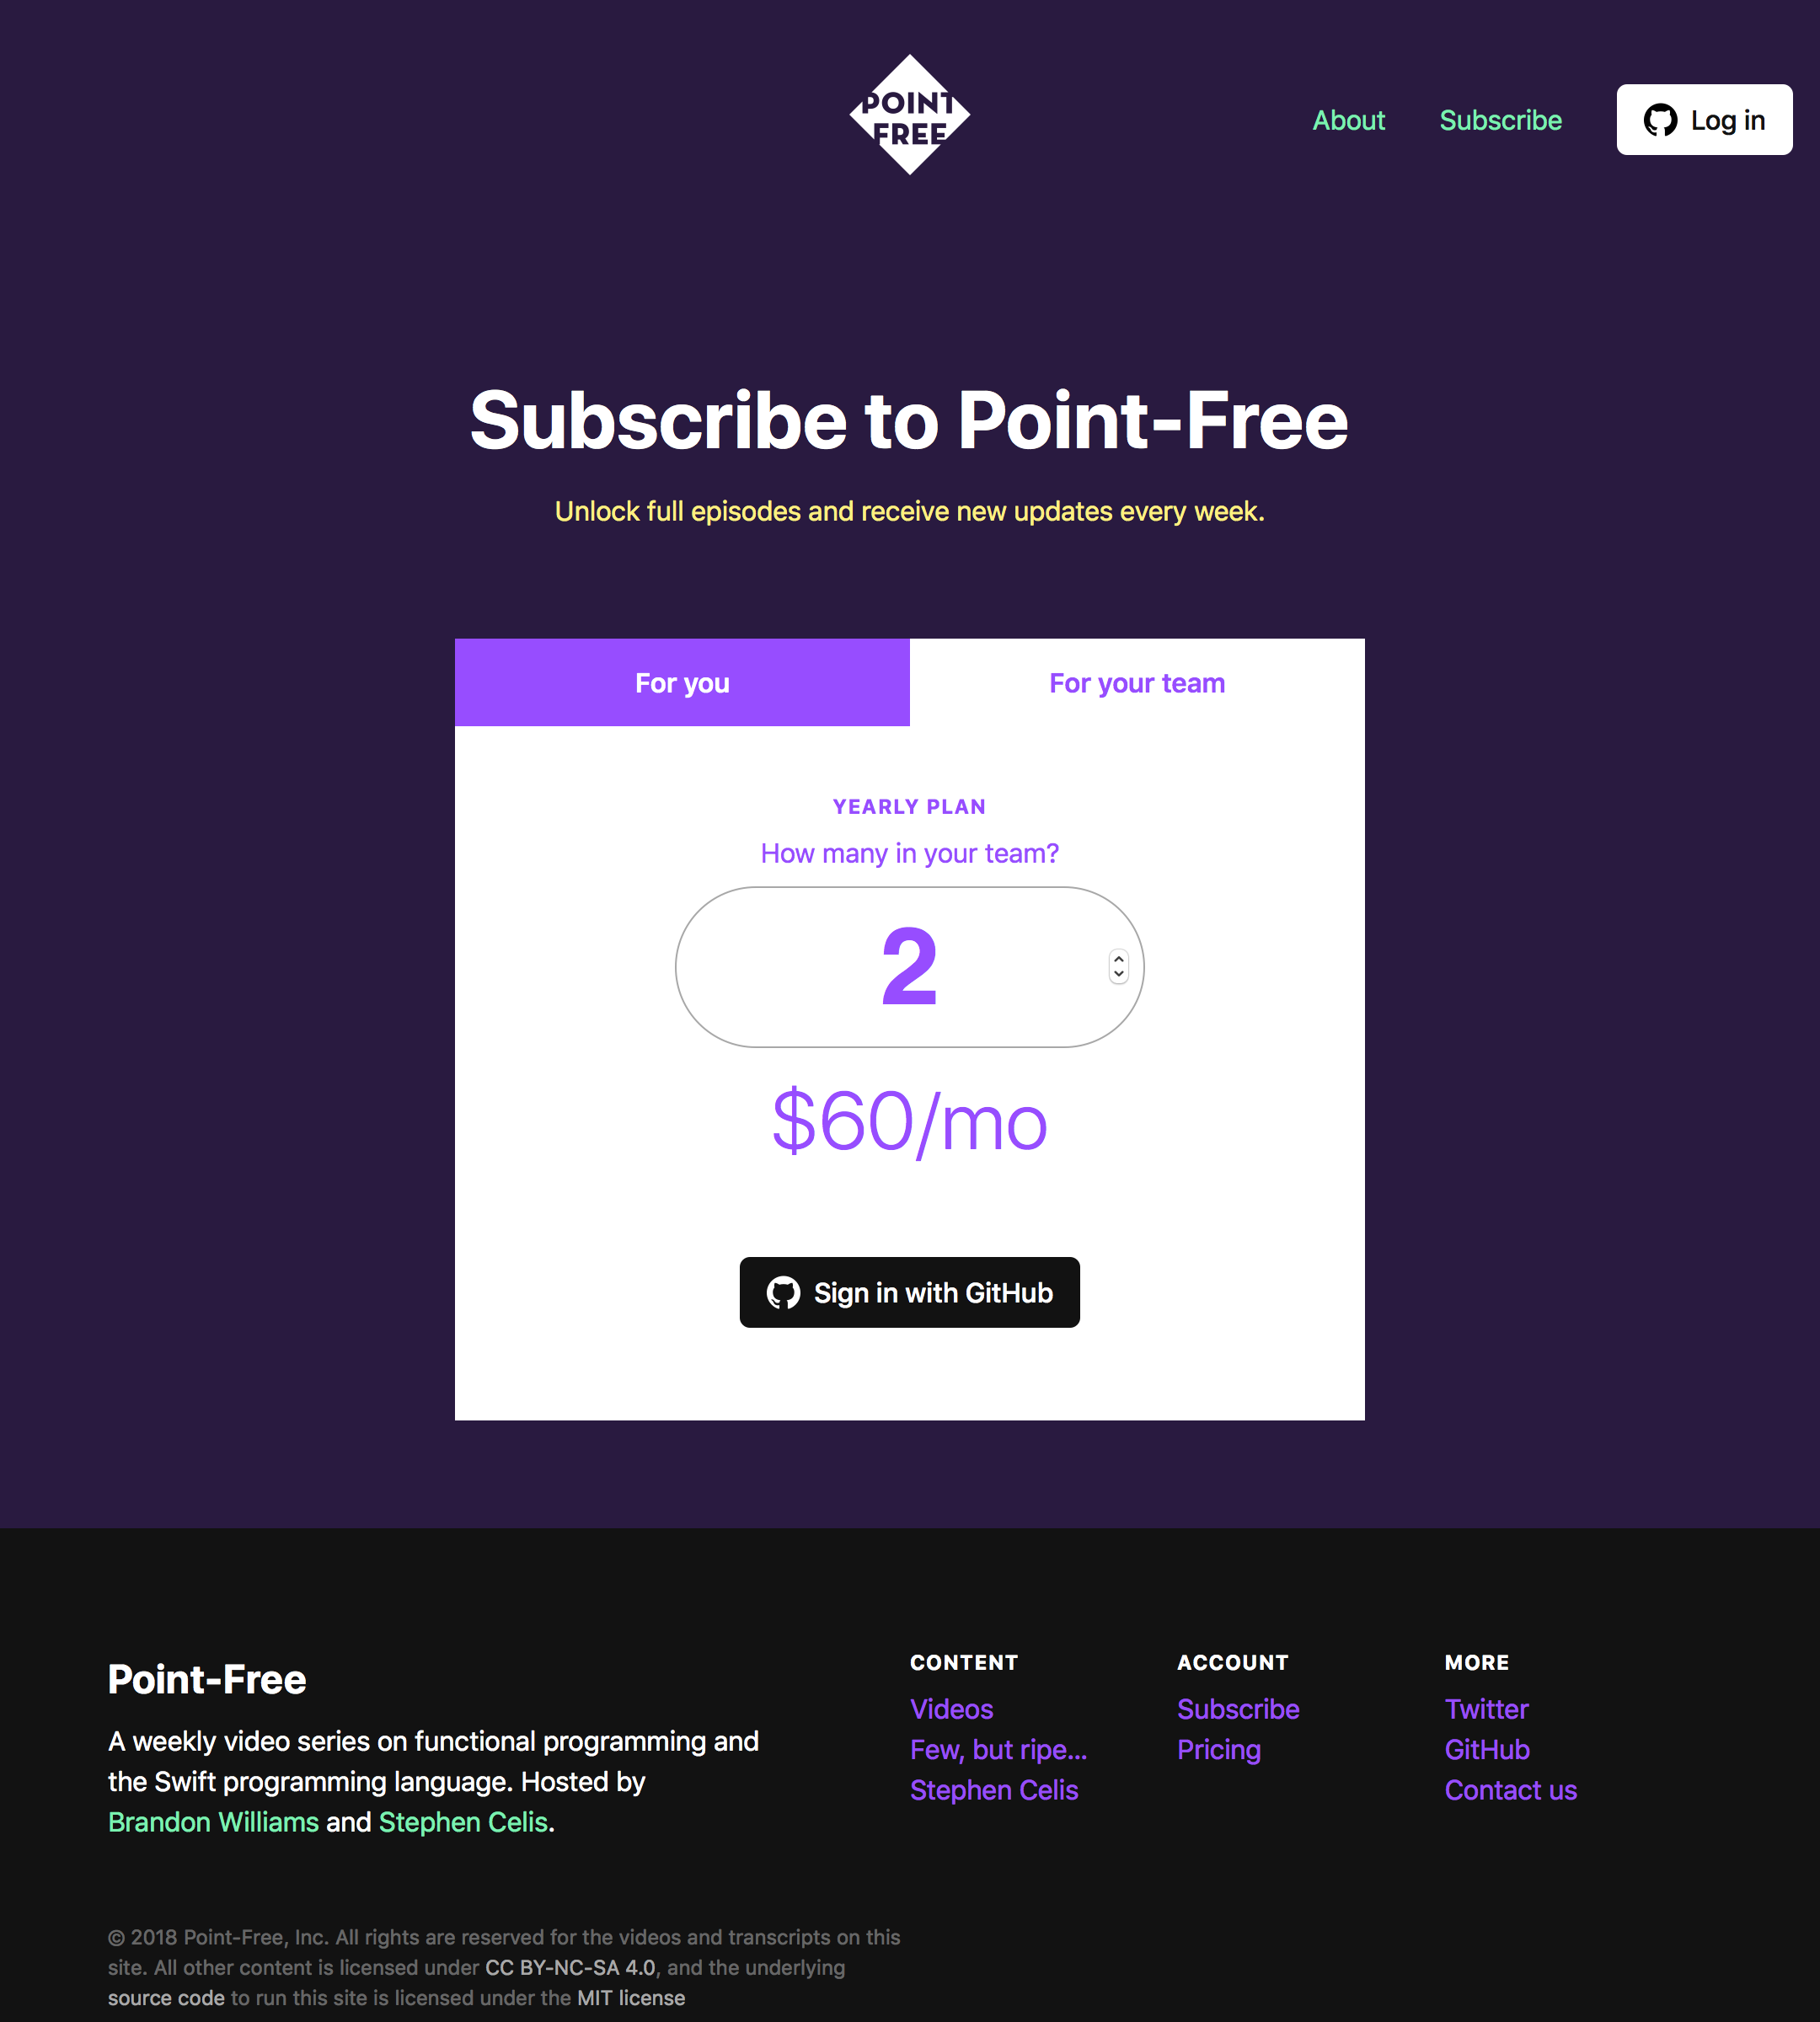 POINT
FREE
About
Subscribe
Log in
Subscribe to Point-Free
Unlock full episodes and receive new updates every week.
For you
For your team
YEARLY PLAN
How many in your team?
2
$60/mo
Sign in with GitHub
Point-Free
A weekly video series on functional programming and
the Swift programming language. Hosted by
Brandon Williams and Stephen Celis.
CONTENT
Videos
Few, but ripe...
Stephen Celis
ACCOUNT
Subscribe
Pricing
MORE
Twitter
GitHub
Contact us
© 2018 Point-Free, Inc. All rights are reserved for the videos and transcripts on this
site. All other content is licensed under CC BY-NC-SA 4.0, and the underlying
source code to run this site is licensed under the MIT license